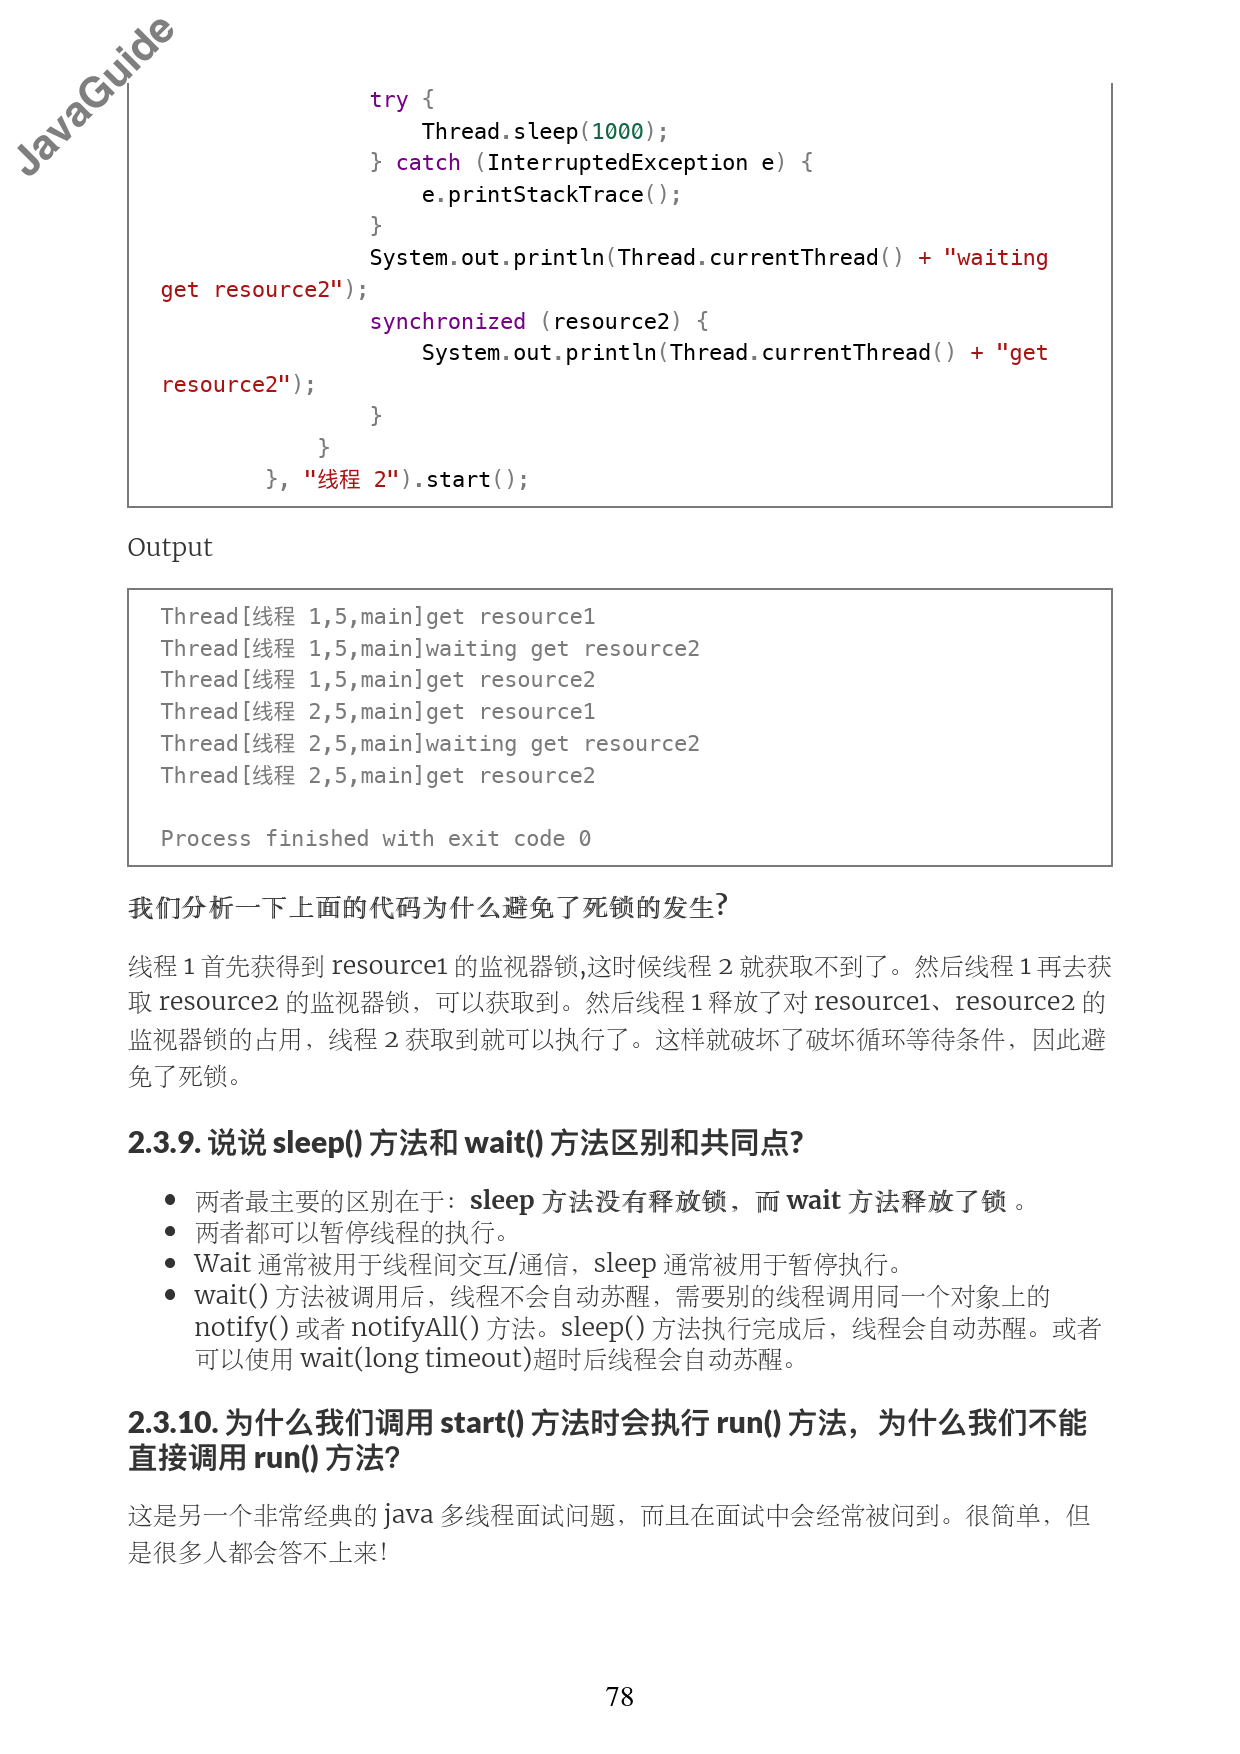 JavaGuide
try {
Thread.sleep(1000);
} catch (InterruptedException e) {
e.printStackTrace();
}
System.out.println(Thread.currentThread() + "waiting
get resource2");
synchronized (resource2) {
System.out.println(Thread.currentThread() + "get
resource2");
}
}
}, "线程 2").start();
Output
Thread[线程 1,5,main]get resource1
Thread[线程 1,5,main]waiting get resource2
Thread[线程 1,5,main]get resource2
Thread[线程 2,5,main]get resource1
Thread[线程 2,5,main]waiting get resource2
Thread[线程 2,5,main]get resource2
Process finished with exit code 0
我们分析一下上面的代码为什么避免了死锁的发生?
线程 1 首先获得到 resource1 的监视器锁,这时候线程 2 就获取不到了。然后线程 1 再去获
取 resource2 的监视器锁，可以获取到。然后线程 1 释放了对 resource1、resource2 的
监视器锁的占用，线程 2 获取到就可以执行了。这样就破坏了破坏循环等待条件，因此避
免了死锁。
2.3.9. 说说 sleep() 方法和 wait() 方法区别和共同点?
• 两者最主要的区别在于：sleep 方法没有释放锁，而 wait 方法释放了锁 。
• 两者都可以暂停线程的执行。
• Wait 通常被用于线程间交互/通信，sleep 通常被用于暂停执行。
• wait() 方法被调用后，线程不会自动苏醒，需要别的线程调用同一个对象上的
notify() 或者 notifyAll() 方法。sleep() 方法执行完成后，线程会自动苏醒。或者
可以使用 wait(long timeout)超时后线程会自动苏醒。
2.3.10. 为什么我们调用 start() 方法时会执行 run() 方法，为什么我们不能
直接调用 run() 方法？
这是另一个非常经典的 java 多线程面试问题，而且在面试中会经常被问到。很简单，但
是很多人都会答不上来！
78